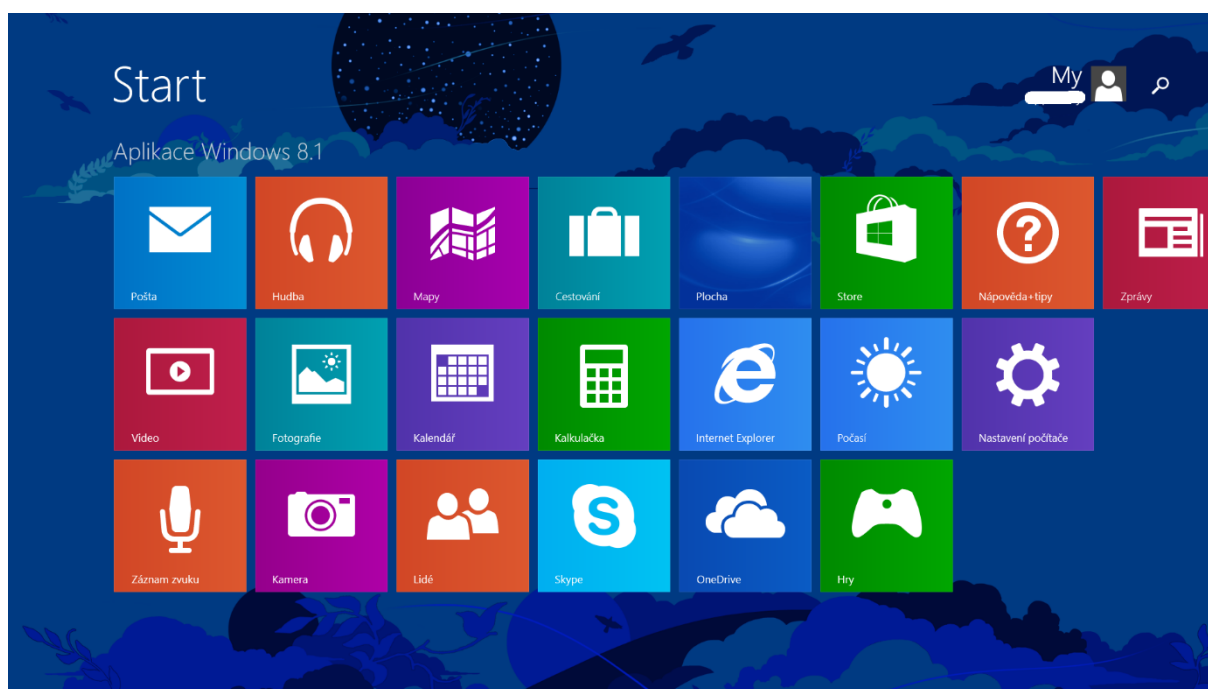 Start
My
Aplikace Windows 8.1
Pošta
Hudba
Mapy
Cestování
Plocha
Store
Nápověda+tipy
Zprávy
Video
Fotografie
Kalendář
Kalkulačka
Internet Explorer
Počasí
Nastavení počítače
Záznam zvuku
Kamera
Lidé
Skype
OneDrive
Hry